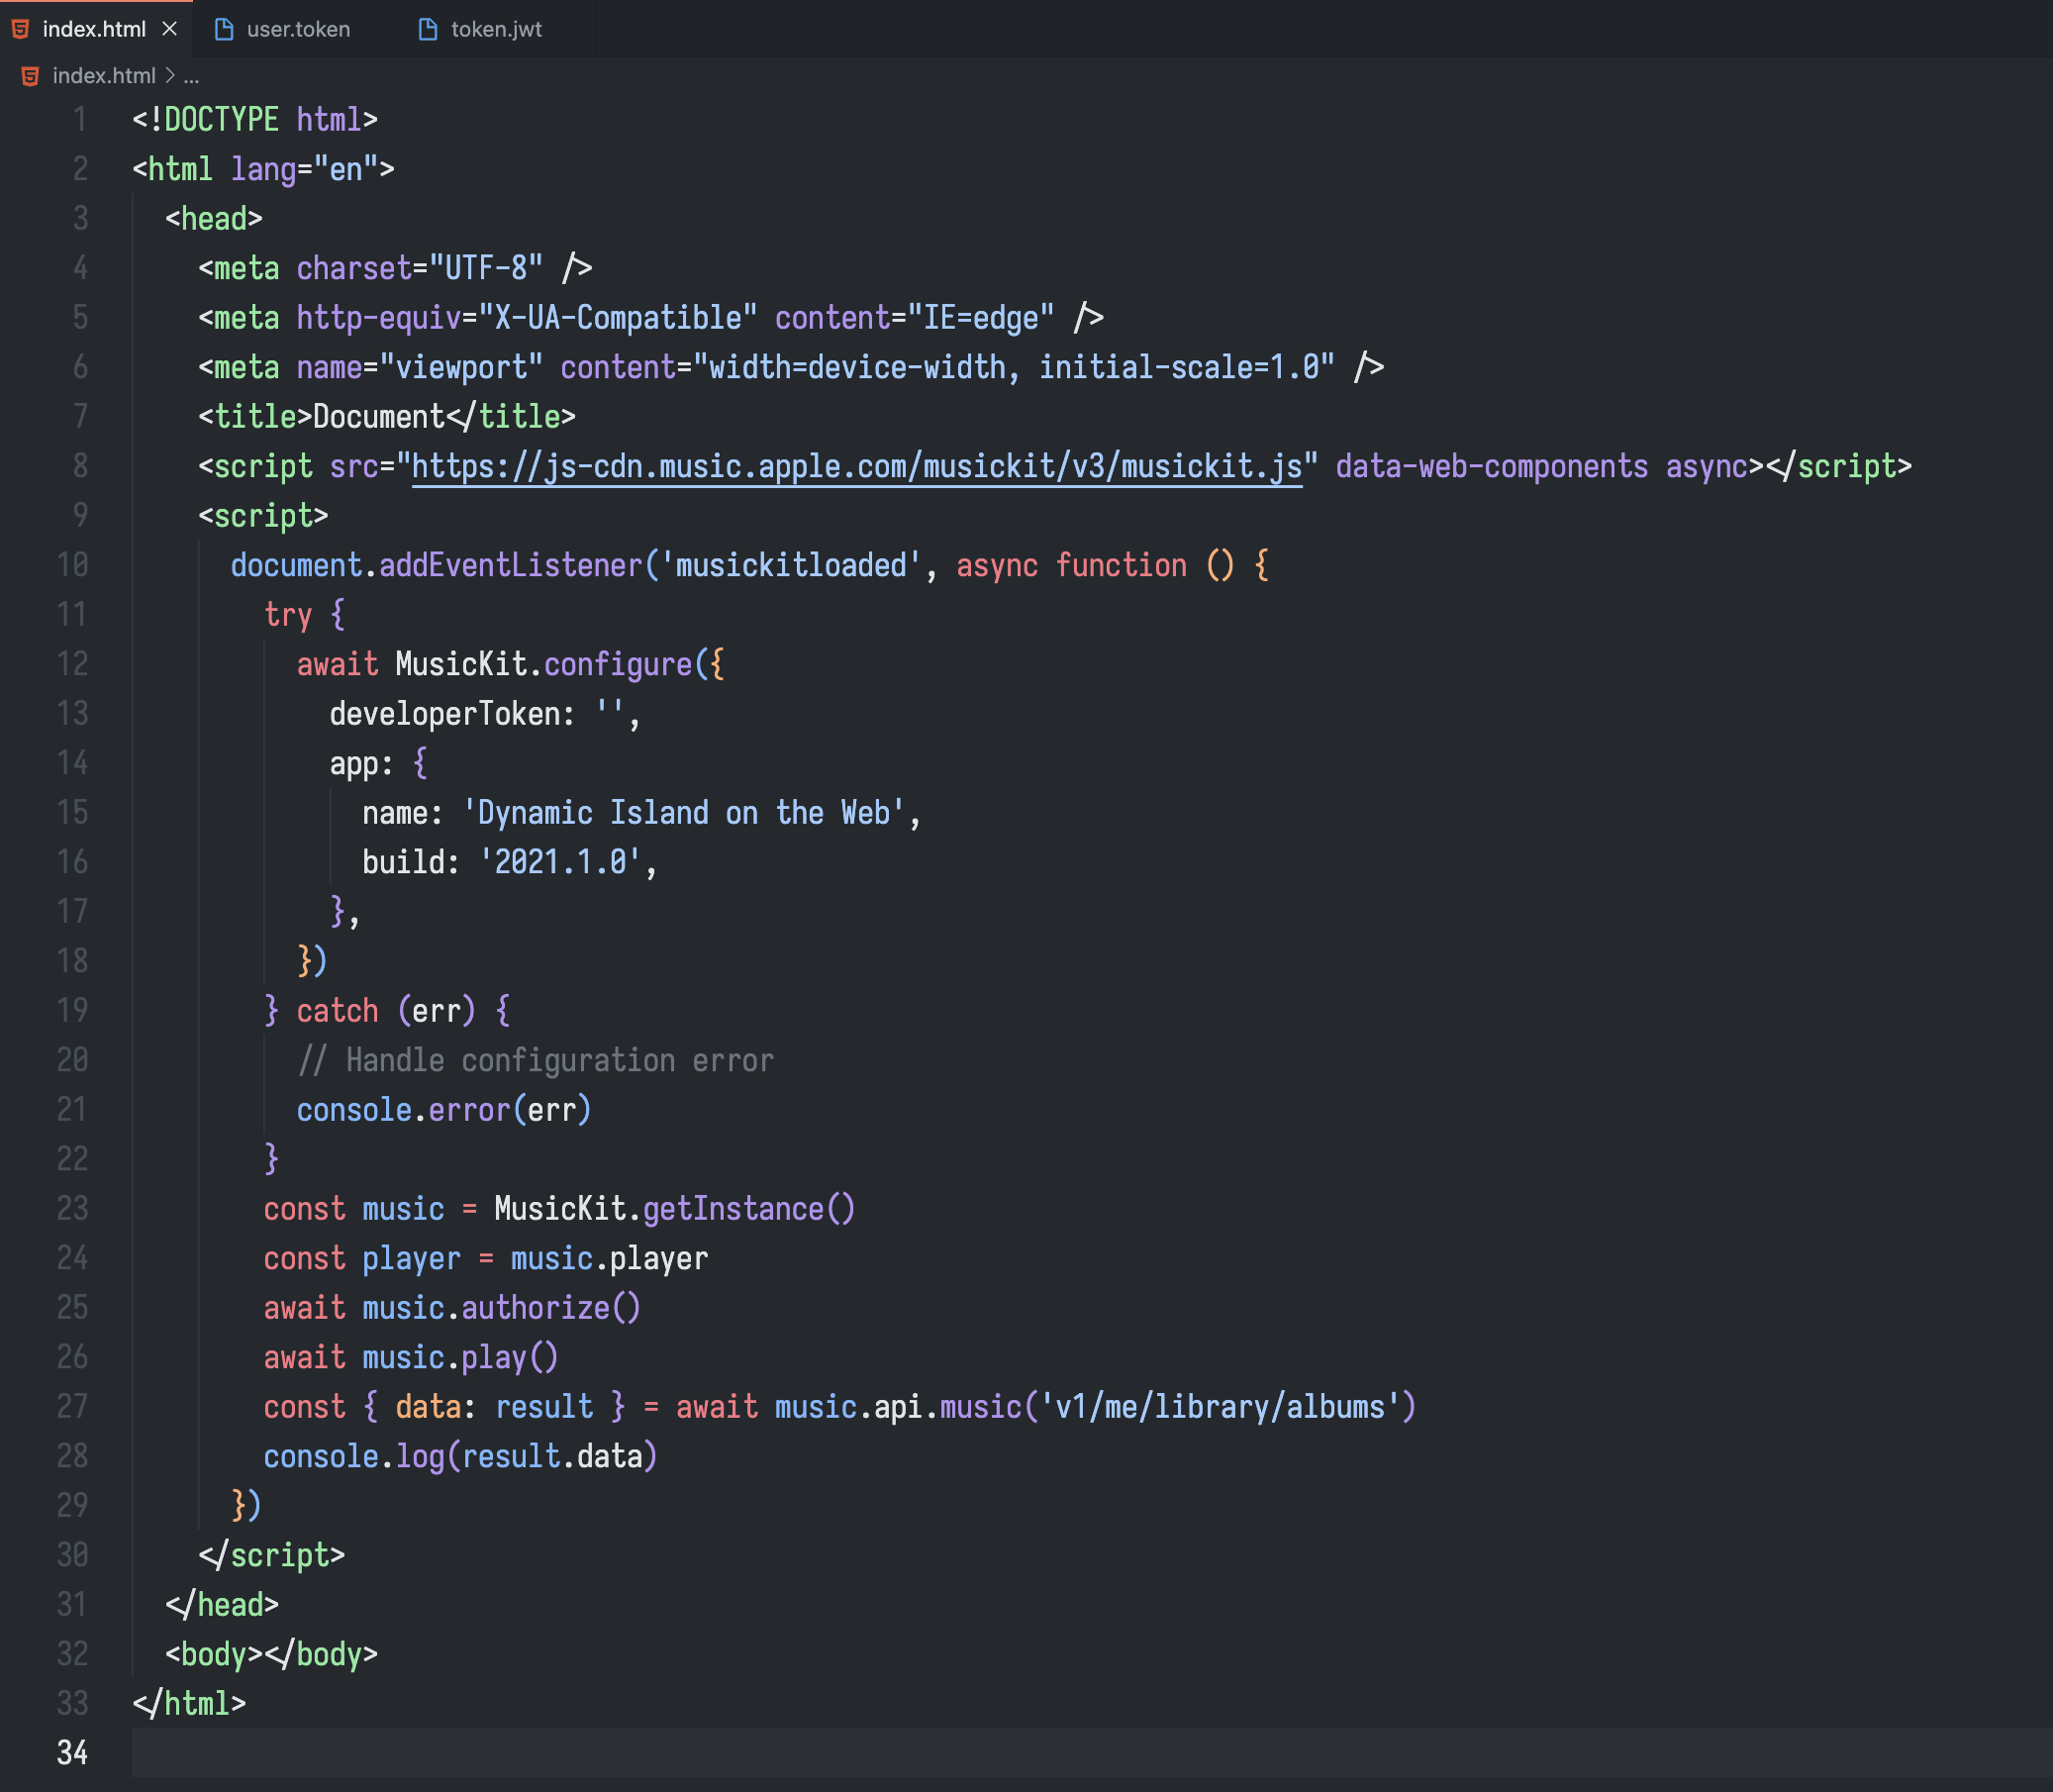 index.html
user.token
token.jwt
index.html > ...
1 <!DOCTYPE html>
2 <html lang="en">
3   <head>
4     <meta charset="UTF-8" />
5     <meta http-equiv="X-UA-Compatible" content="IE=edge" />
6     <meta name="viewport" content="width=device-width, initial-scale=1.0" />
7     <title>Document</title>
8     <script src="https://js-cdn.music.apple.com/musickit/v3/musickit.js" data-web-components async></script>
9     <script>
10       document.addEventListener('musickitloaded', async function () {
11         try {
12           await MusicKit.configure({
13             developerToken: '',
14             app: {
15               name: 'Dynamic Island on the Web',
16               build: '2021.1.0',
17             },
18           })
19         } catch (err) {
20           // Handle configuration error
21           console.error(err)
22         }
23         const music = MusicKit.getInstance()
24         const player = music.player
25         await music.authorize()
26         await music.play()
27         const { data: result } = await music.api.music('v1/me/library/albums')
28         console.log(result.data)
29       })
30     </script>
31   </head>
32   <body></body>
33 </html>
34